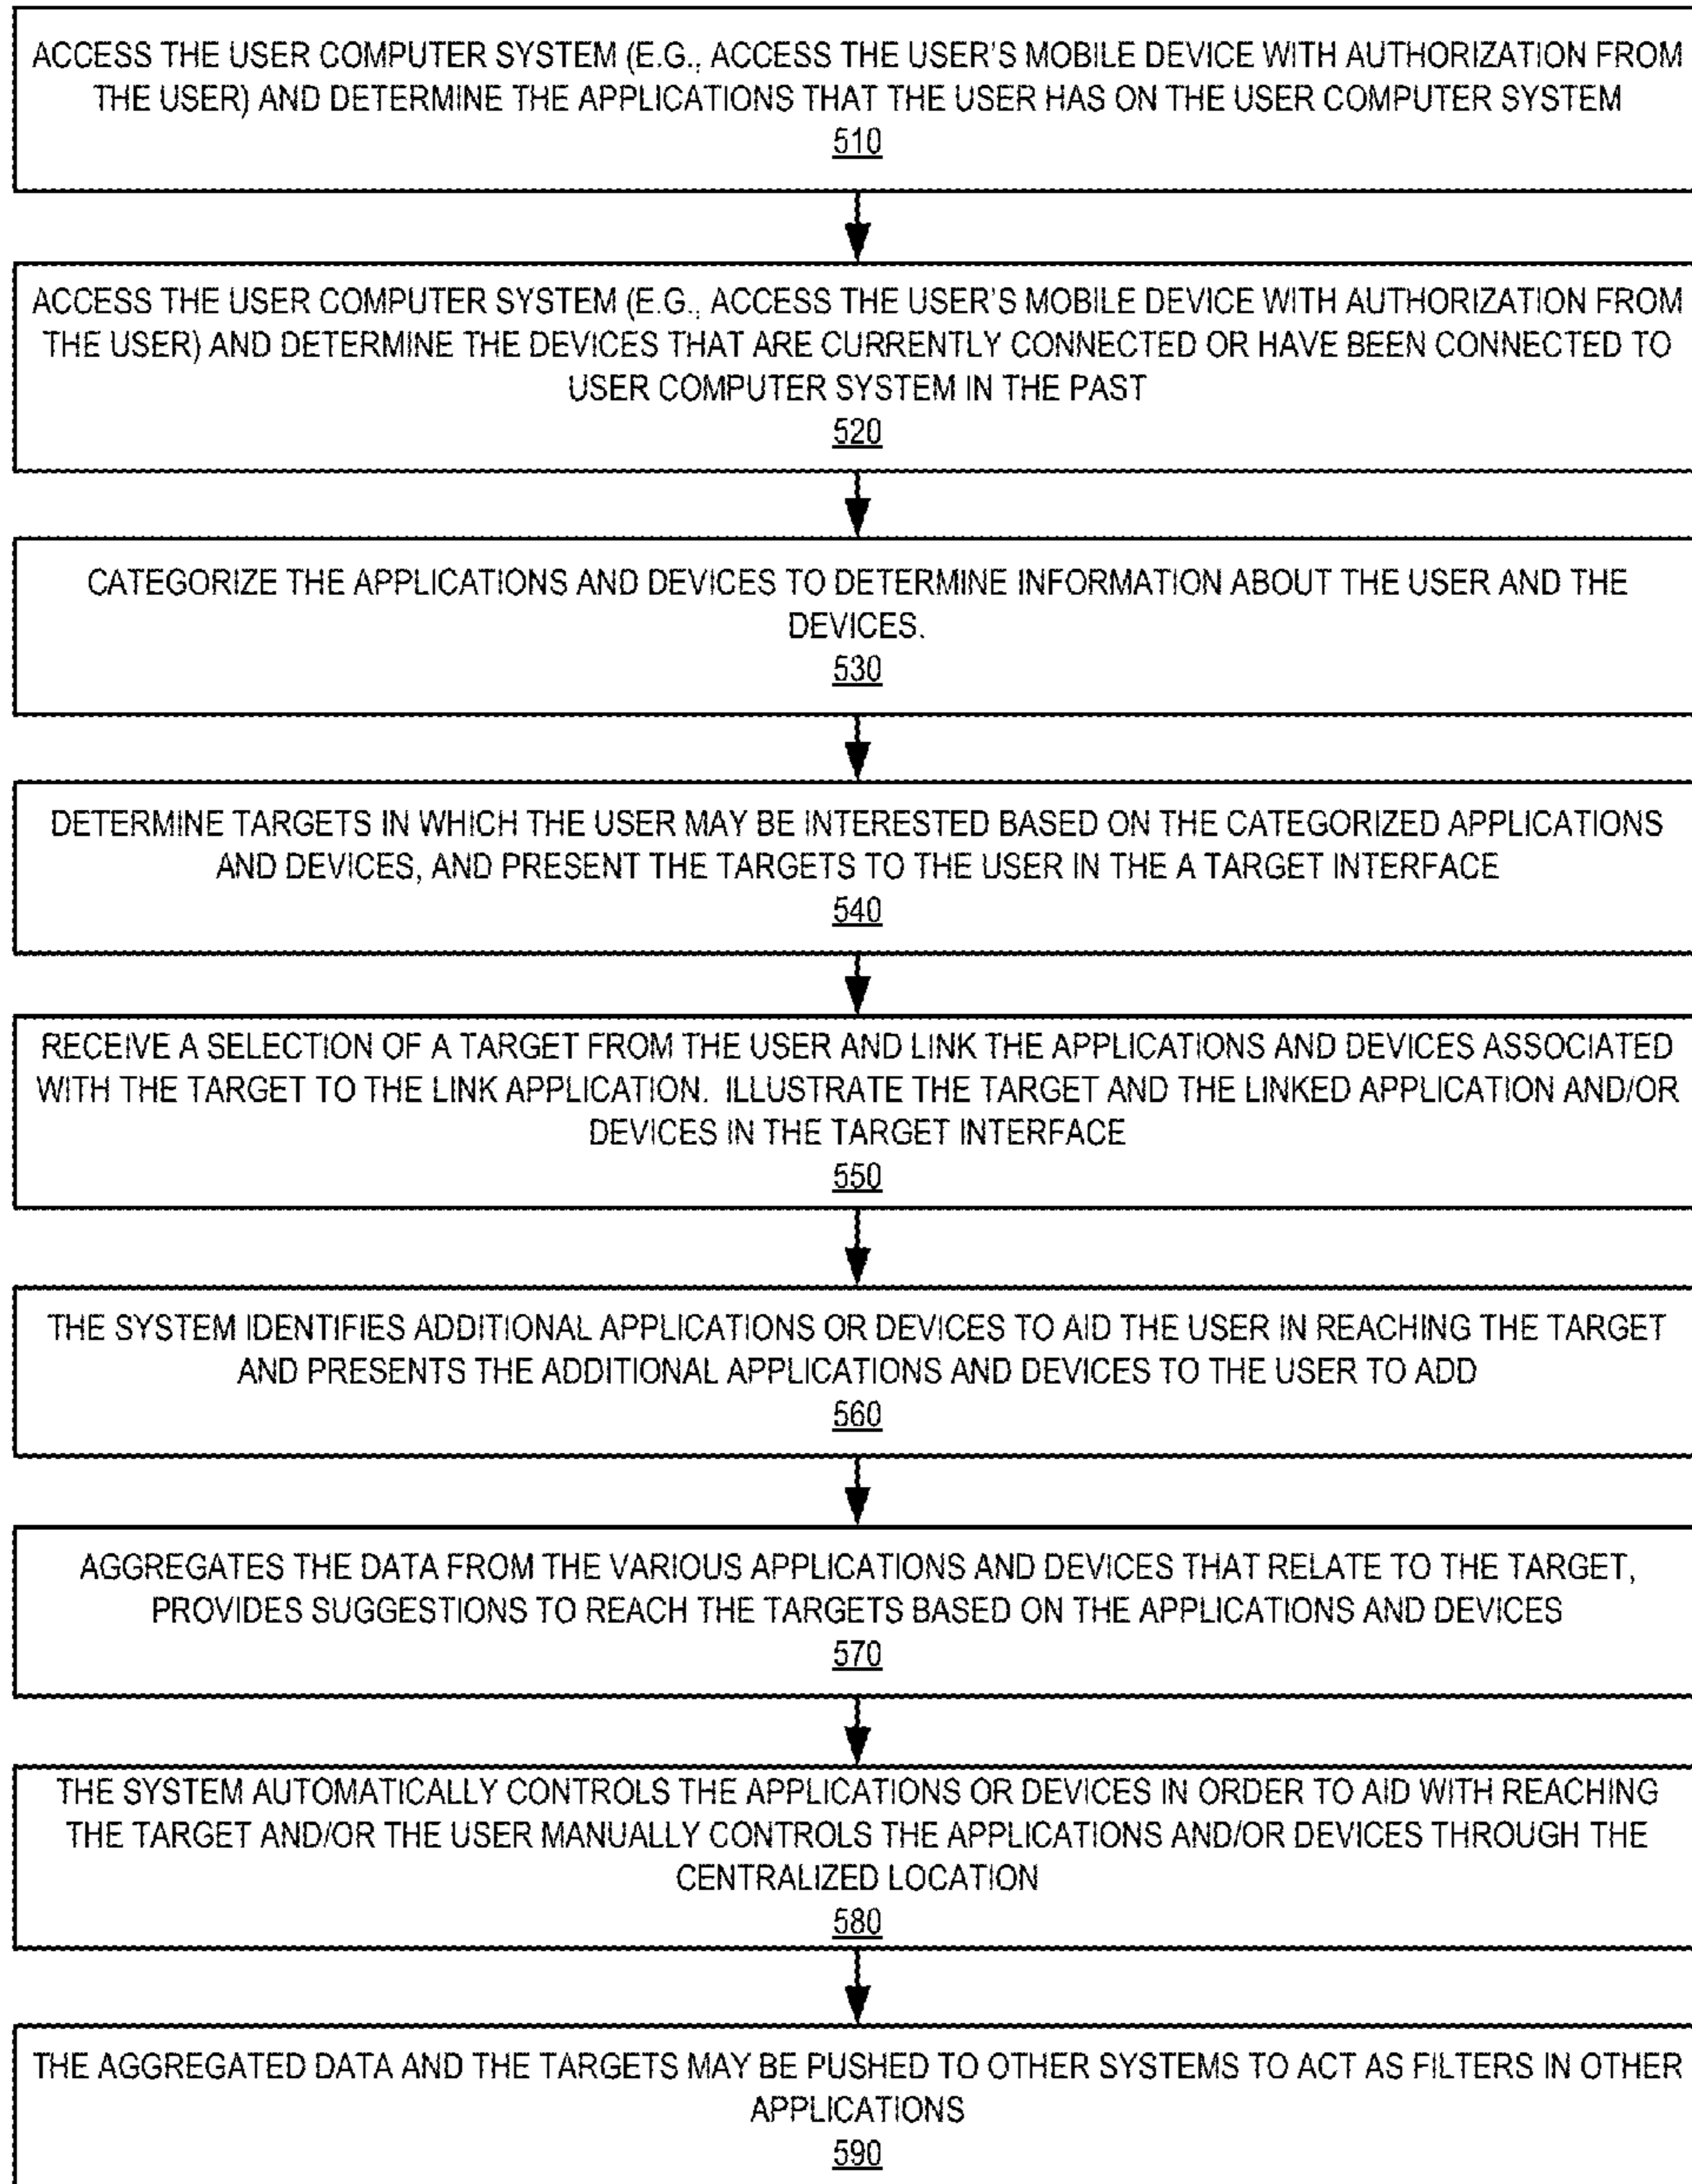 ACCESS THE USER COMPUTER SYSTEM (E.G., ACCESS THE USER'S MOBILE DEVICE WITH AUTHORIZATION FROM
THE USER) AND DETERMINE THE APPLICATIONS THAT THE USER HAS ON THE USER COMPUTER SYSTEM
510
ACCESS THE USER COMPUTER SYSTEM (E.G., ACCESS THE USER'S MOBILE DEVICE WITH AUTHORIZATION FROM
THE USER) AND DETERMINE THE DEVICES THAT ARE CURRENTLY CONNECTED OR HAVE BEEN CONNECTED TO
USER COMPUTER SYSTEM IN THE PAST
520
CATEGORIZE THE APPLICATIONS AND DEVICES TO DETERMINE INFORMATION ABOUT THE USER AND THE
DEVICES.
530
DETERMINE TARGETS IN WHICH THE USER MAY BE INTERESTED BASED ON THE CATEGORIZED APPLICATIONS
AND DEVICES, AND PRESENT THE TARGETS TO THE USER IN THE A TARGET INTERFACE
540
RECEIVE A SELECTION OF A TARGET FROM THE USER AND LINK THE APPLICATIONS AND DEVICES ASSOCIATED
WITH THE TARGET TO THE LINK APPLICATION. ILLUSTRATE THE TARGET AND THE LINKED APPLICATION AND/OR
DEVICES IN THE TARGET INTERFACE
550
THE SYSTEM IDENTIFIES ADDITIONAL APPLICATIONS OR DEVICES TO AID THE USER IN REACHING THE TARGET
AND PRESENTS THE ADDITIONAL APPLICATIONS AND DEVICES TO THE USER TO ADD
560
AGGREGATES THE DATA FROM THE VARIOUS APPLICATIONS AND DEVICES THAT RELATE TO THE TARGET,
PROVIDES SUGGESTIONS TO REACH THE TARGETS BASED ON THE APPLICATIONS AND DEVICES
570
THE SYSTEM AUTOMATICALLY CONTROLS THE APPLICATIONS OR DEVICES IN ORDER TO AID WITH REACHING
THE TARGET AND/OR THE USER MANUALLY CONTROLS THE APPLICATIONS AND/OR DEVICES THROUGH THE
CENTRALIZED LOCATION
580
THE AGGREGATED DATA AND THE TARGETS MAY BE PUSHED TO OTHER SYSTEMS TO ACT AS FILTERS IN OTHER
APPLICATIONS
590